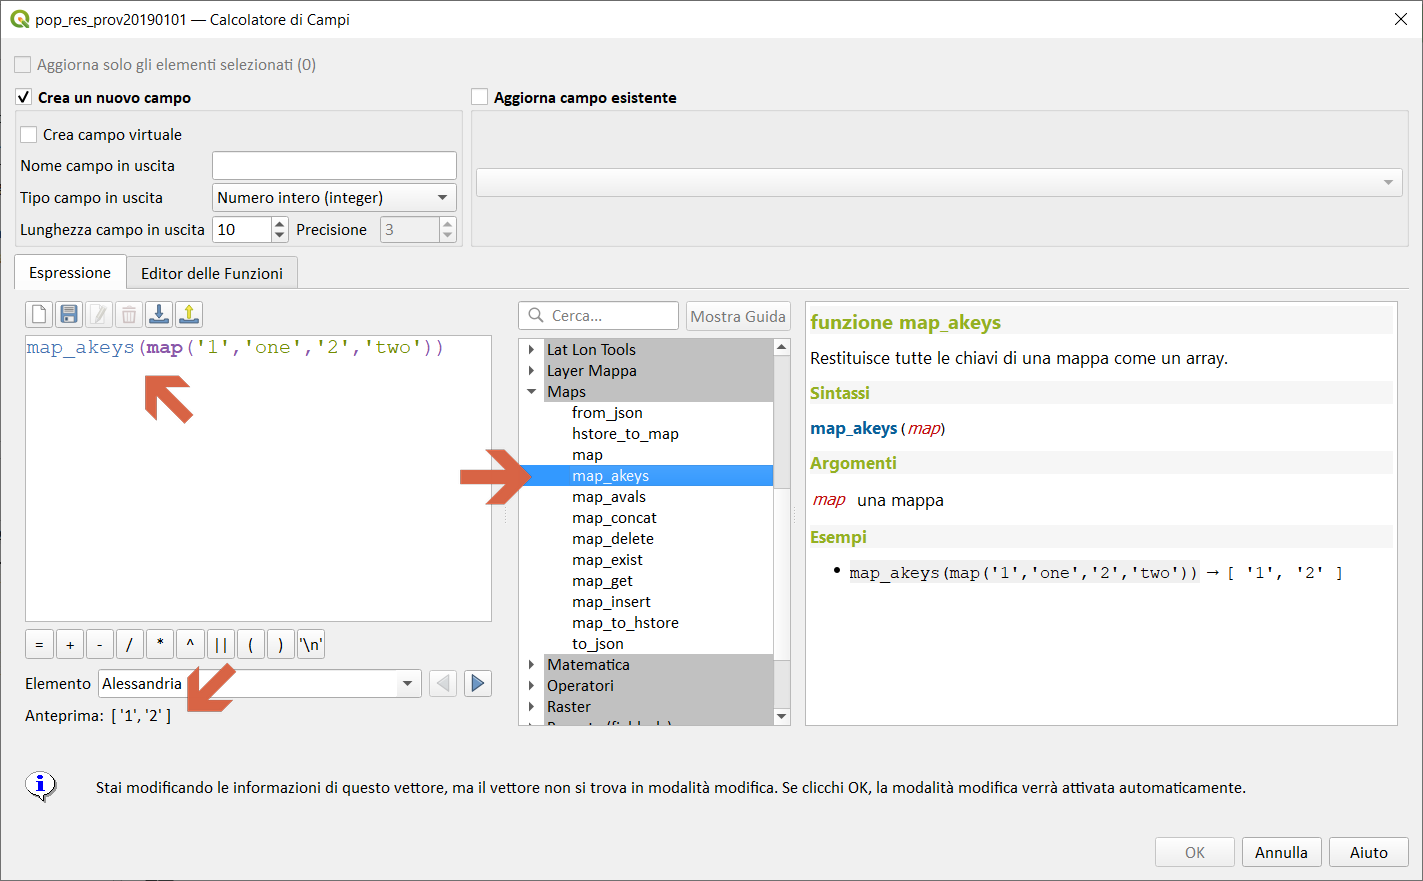 pop_res_prov20190101 — Calcolatore di Campi
Aggiorna solo gli elementi selezionati (0)
Crea un nuovo campo
Aggiorna campo esistente
Crea campo virtuale
Nome campo in uscita
Tipo campo in uscita
Numero intero (integer)
Lunghezza campo in uscita
10
Precisione
3
Espressione
Editor delle Funzioni
map_akeys(map('1','one','2','two'))
= + - / * ^ || ( ) '\n'
Elemento
Alessandria
Anteprima: [ '1', '2' ]
Cerca...
Mostra Guida
Lat Lon Tools
Layer Mappa
Maps
from_json
hstore_to_map
map
map_akeys
map_avals
map_concat
map_delete
map_exist
map_get
map_insert
map_to_hstore
to_json
Matematica
Operatori
Raster
funzione map_akeys
Restituisce tutte le chiavi di una mappa come un array.
Sintassi
map_akeys(map)
Argomenti
map una mappa
Esempi
• map_akeys(map('1','one','2','two')) → [ '1', '2' ]
Stai modificando le informazioni di questo vettore, ma il vettore non si trova in modalità modifica. Se clicchi OK, la modalità modifica verrà attivata automaticamente.
OK
Annulla
Aiuto